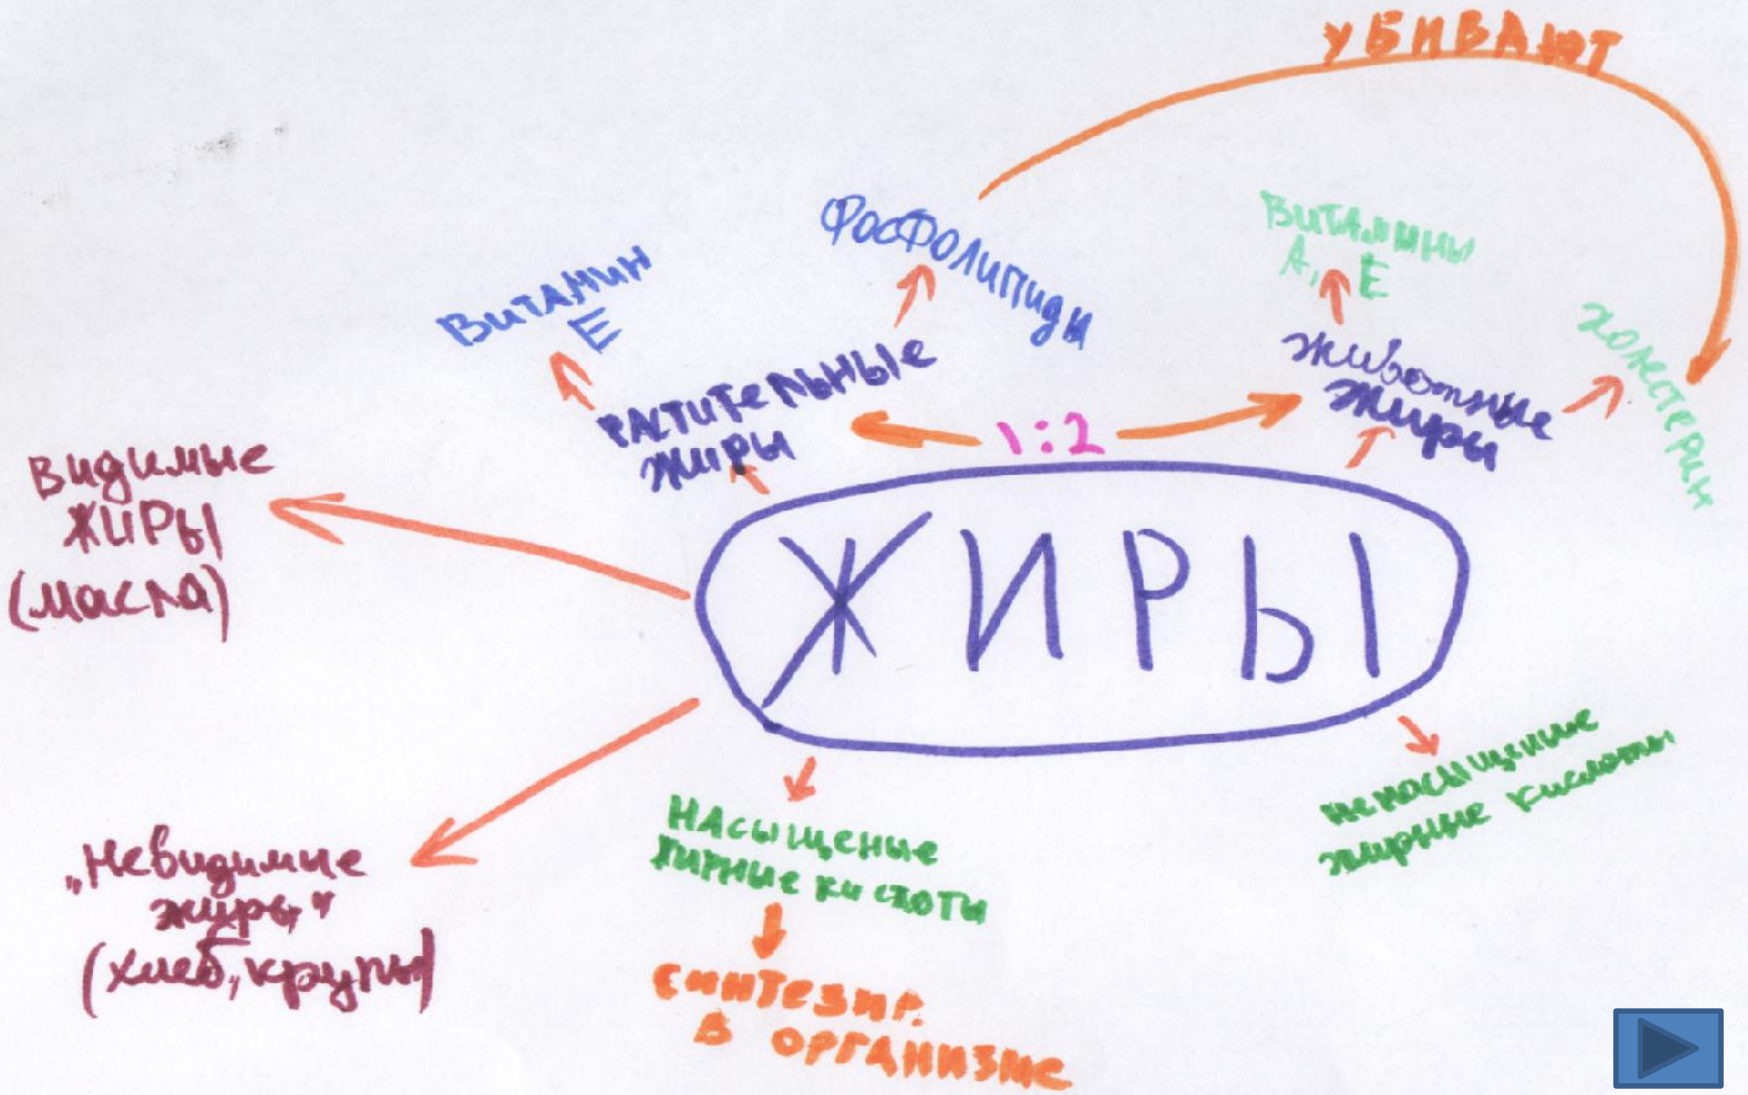 УБИВАЮТ
ФОСФОЛИПИДЫ
ВИТАМИНЫ
А, Е
ВИТАМИН
Е
ХОЛЕСТЕРИН
РАСТИТЕЛЬНЫЕ
ЖИРЫ
1:2
животные
жиры
Видимые
ЖИРЫ
(масла)
ЖИРЫ
„Невидимые
жиры"
(хлеб, крупы)
НАСЫЩЕНЫЕ
ЖИРНЫЕ КИСЛОТЫ
СИНТЕЗИР.
В ОРГАНИЗМЕ
Ненасыщеные
жирные кислоты